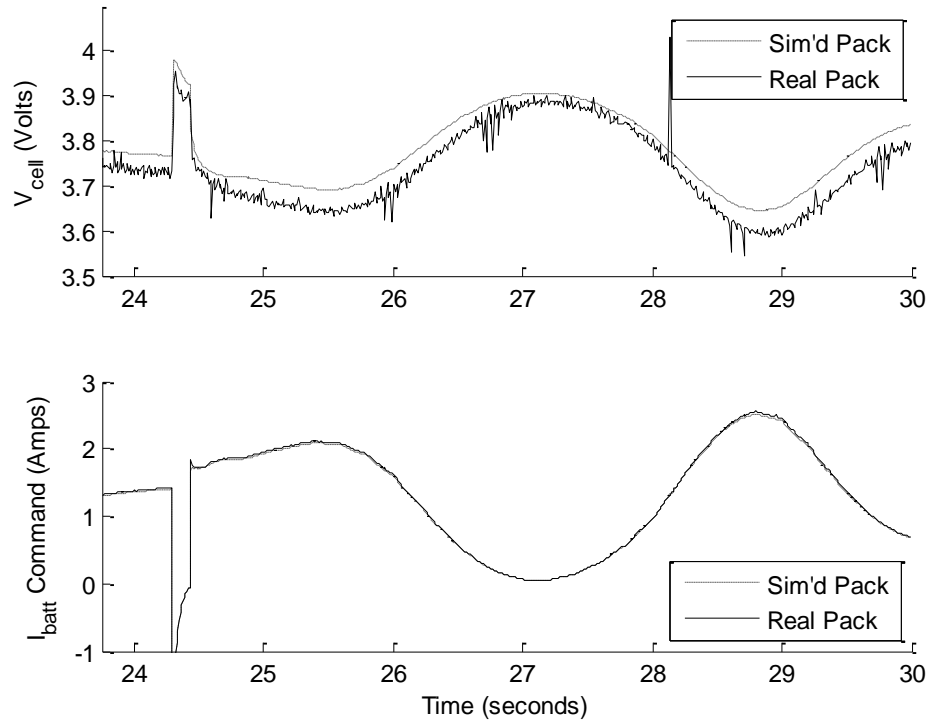 4
3.9
3.8
3.7
3.6
3.5
V_cell (Volts)
Sim'd Pack
Real Pack
24 25 26 27 28 29 30
3
2
1
0
-1
I_batt Command (Amps)
Sim'd Pack
Real Pack
24 25 26 27 28 29 30
Time (seconds)